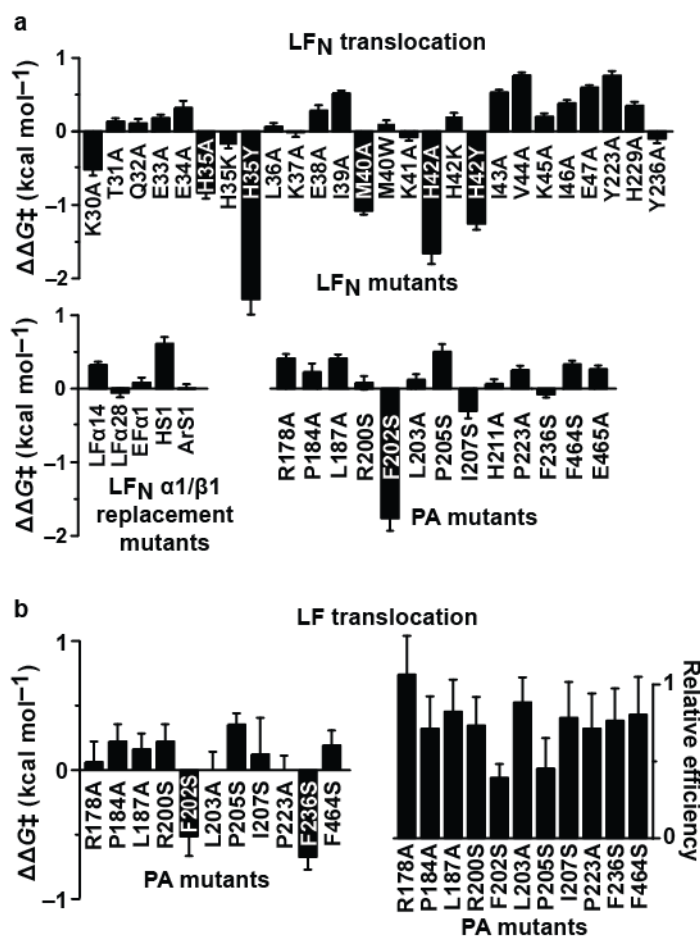 a
LFN translocation
ΔΔG‡ (kcal mol–1)
1
0
–1
–2
K30A
T31A
Q32A
E33A
E34A
H35A
H35K
H35Y
L36A
K37A
E38A
I39A
M40A
M40W
K41A
H42A
H42K
H42Y
I43A
V44A
K45A
I46A
E47A
Y223A
H229A
Y236A
LFN mutants
ΔΔG‡ (kcal mol–1)
1
0
–1
–2
LFα14
LFα28
EFα1
HS1
ArS1
LFN α1/β1
replacement
mutants
R178A
P184A
L187A
R200S
F202S
L203A
P205S
I207S
H211A
P223A
F236S
F464S
E465A
PA mutants
b
LF translocation
ΔΔG‡ (kcal mol–1)
1
0
–1
R178A
P184A
L187A
R200S
F202S
L203A
P205S
I207S
P223A
F236S
F464S
PA mutants
1
0
Relative efficiency
R178A
P184A
L187A
R200S
F202S
L203A
P205S
I207S
P223A
F236S
F464S
PA mutants